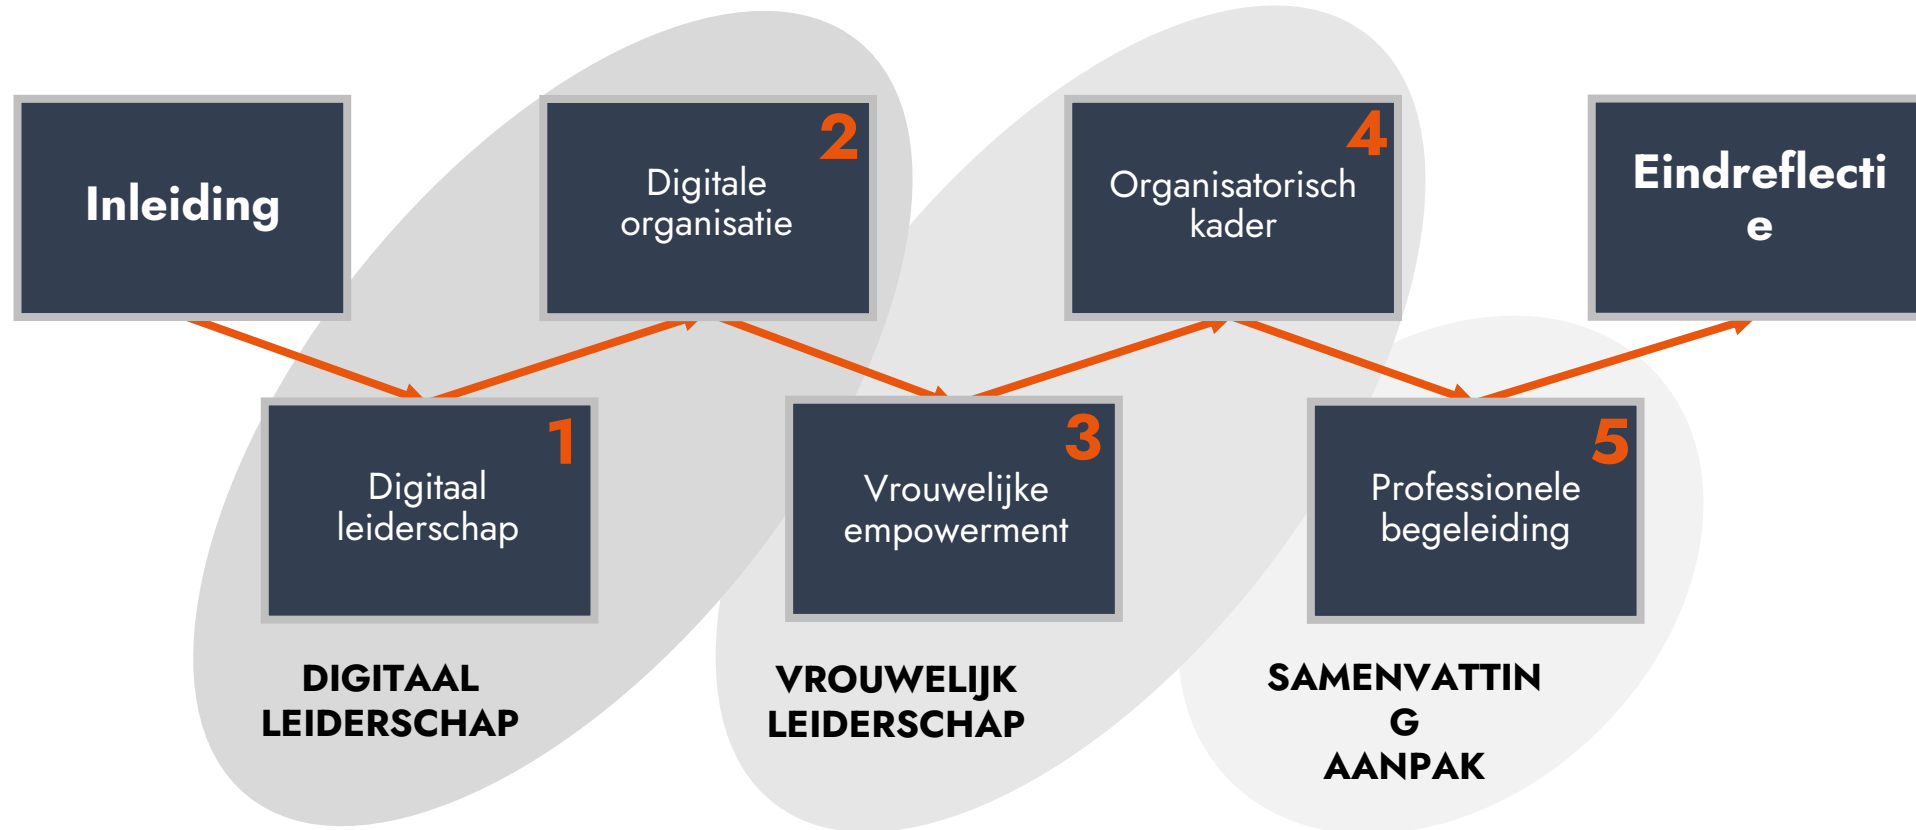 Inleiding
1
Digitaal
leiderschap
2
Digitale
organisatie
3
Vrouwelijke
empowerment
4
Organisatorisch
kader
5
Professionele
begeleiding
Eindreflecti
e
DIGITAAL
LEIDERSCHAP
VROUWELIJK
LEIDERSCHAP
SAMENVATTIN
G
AANPAK